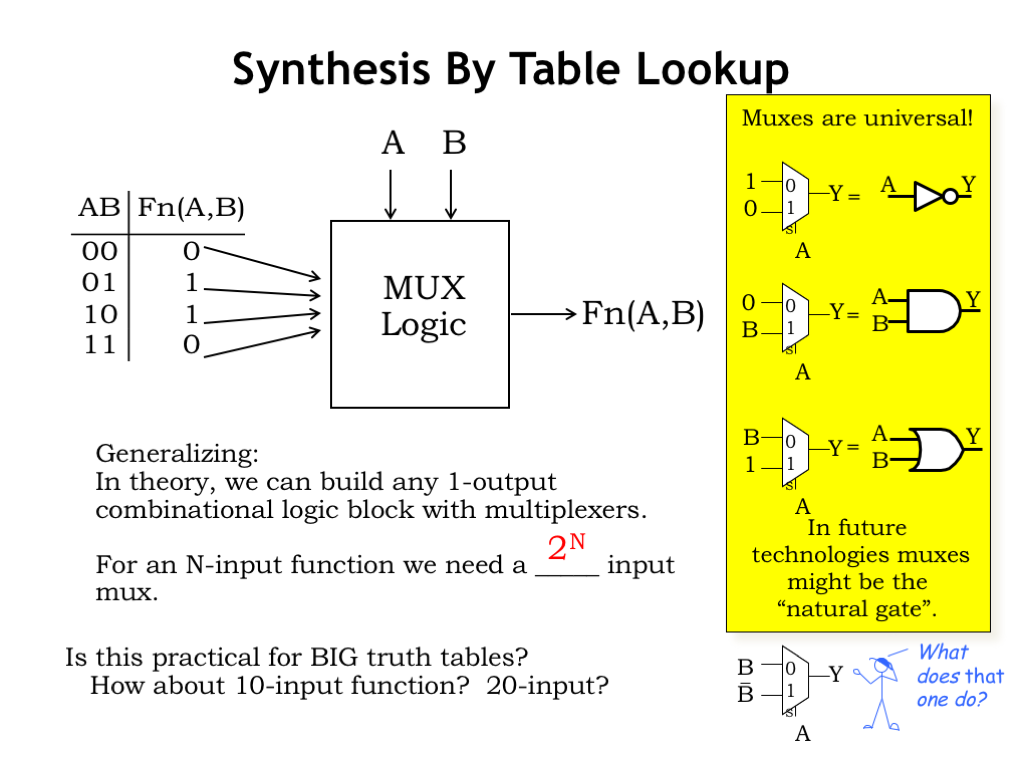 Synthesis By Table Lookup
A B
AB Fn(A,B)
00 0
01 1
10 1
11 0
MUX
Logic
Fn(A,B)
Generalizing:
In theory, we can build any 1-output
combinational logic block with multiplexers.
For an N-input function we need a 2^N input
mux.
Is this practical for BIG truth tables?
How about 10-input function? 20-input?
Muxes are universal!
1 0 Y = A Y
0 1
S
A
0 0 Y = A Y
B 1 B
S
A
B 0 Y = A Y
1 1 B
S
A
In future
technologies muxes
might be the
“natural gate”.
B 0 Y
B̅ 1
S
A
What
does that
one do?